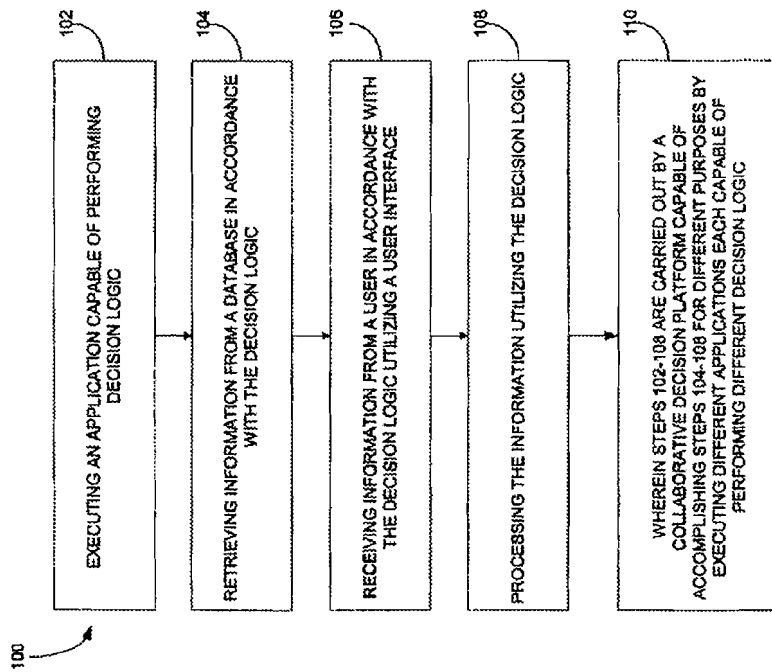 100
102
EXECUTING AN APPLICATION CAPABLE OF PERFORMING
DECISION LOGIC
104
RETRIEVING INFORMATION FROM A DATABASE IN ACCORDANCE
WITH THE DECISION LOGIC
106
RECEIVING INFORMATION FROM A USER IN ACCORDANCE WITH
THE DECISION LOGIC UTILIZING A USER INTERFACE
108
PROCESSING THE INFORMATION UTILIZING THE DECISION LOGIC
110
WHEREIN STEPS 102-108 ARE CARRIED OUT BY A
COLLABORATIVE DECISION PLATFORM CAPABLE OF
ACCOMPLISHING STEPS 104-108 FOR DIFFERENT PURPOSES BY
EXECUTING DIFFERENT APPLICATIONS EACH CAPABLE OF
PERFORMING DIFFERENT DECISION LOGIC